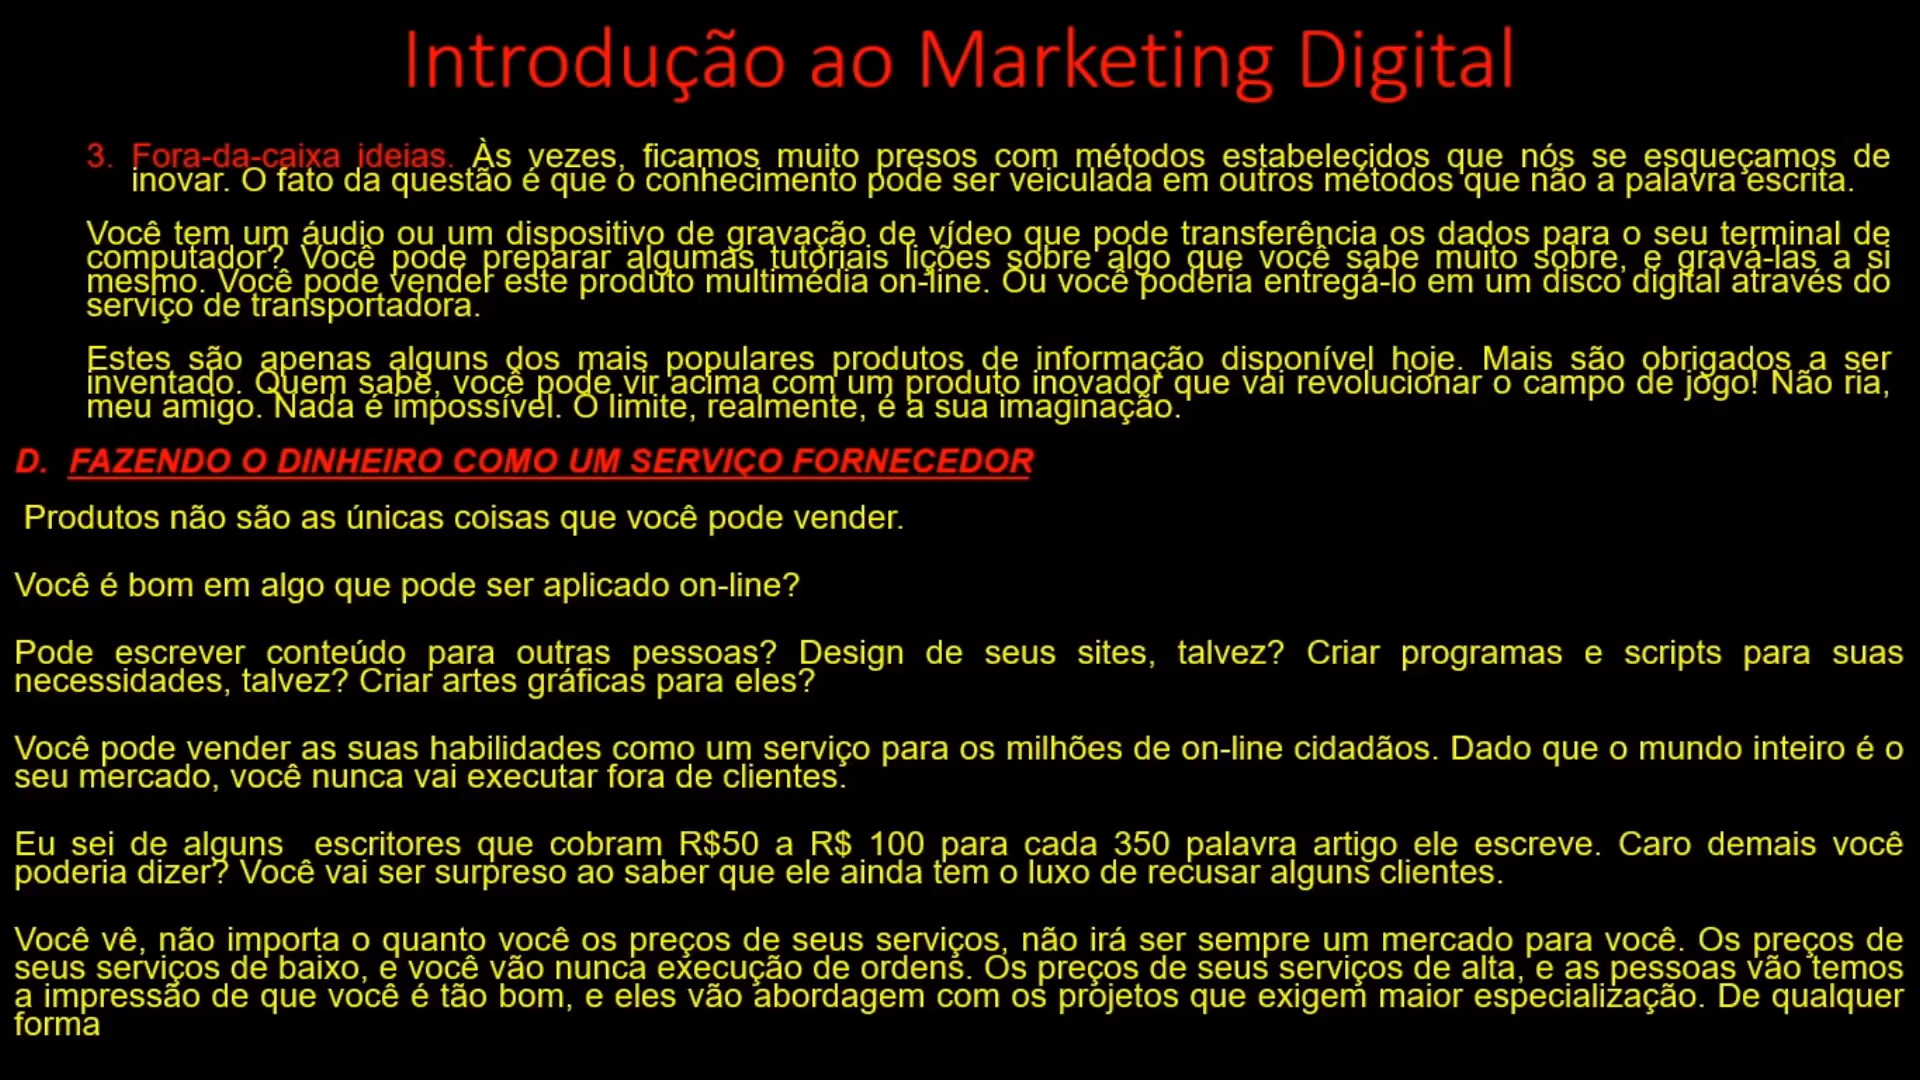 Introdução ao Marketing Digital
3. Fora-da-caixa ideias. Às vezes, ficamos muito presos com métodos estabelecidos que nós se esqueçamos de
inovar. O fato da questão é que o conhecimento pode ser veiculada em outros métodos que não a palavra escrita.
Você tem um áudio ou um dispositivo de gravação de vídeo que pode transferência os dados para o seu terminal de
computador? Você pode preparar algumas tutoriais lições sobre algo que você sabe muito sobre, e gravá-las a si
mesmo. Você pode vender este produto multimédia on-line. Ou você poderia entregá-lo em um disco digital através do
serviço de transportadora.
Estes são apenas alguns dos mais populares produtos de informação disponível hoje. Mais são obrigados a ser
inventado. Quem sabe, você pode vir acima com um produto inovador que vai revolucionar o campo de jogo! Não ria,
meu amigo. Nada é impossível. O limite, realmente, é a sua imaginação.
D. FAZENDO O DINHEIRO COMO UM SERVIÇO FORNECEDOR
Produtos não são as únicas coisas que você pode vender.
Você é bom em algo que pode ser aplicado on-line?
Pode escrever conteúdo para outras pessoas? Design de seus sites, talvez? Criar programas e scripts para suas
necessidades, talvez? Criar artes gráficas para eles?
Você pode vender as suas habilidades como um serviço para os milhões de on-line cidadãos. Dado que o mundo inteiro é o
seu mercado, você nunca vai executar fora de clientes.
Eu sei de alguns escritores que cobram R$50 a R$ 100 para cada 350 palavra artigo ele escreve. Caro demais você
poderia dizer? Você vai ser surpreso ao saber que ele ainda tem o luxo de recusar alguns clientes.
Você vê, não importa o quanto você os preços de seus serviços, não irá ser sempre um mercado para você. Os preços de
seus serviços de baixo, e você vão nunca execução de ordens. Os preços de seus serviços de alta, e as pessoas vão temos
a impressão de que você é tão bom, e eles vão abordagem com os projetos que exigem maior especialização. De qualquer
forma